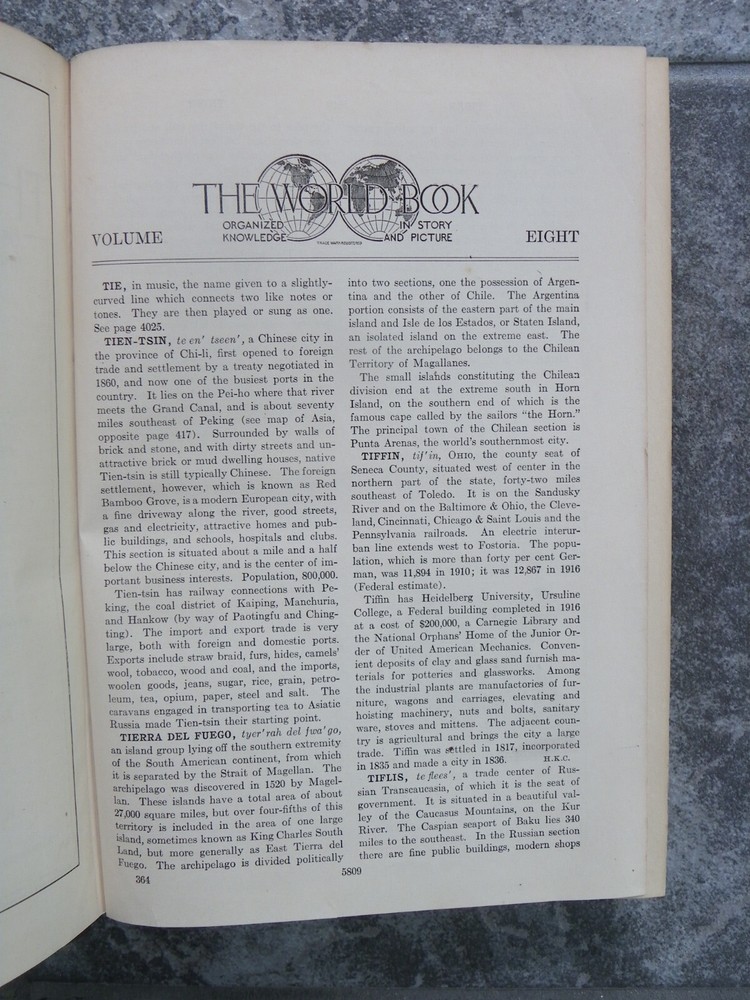 THE WORLD BOOK
ORGANIZED KNOWLEDGE
IN STORY AND PICTURE
TRADE MARK REGISTERED
VOLUME EIGHT
TIE, in music, the name given to a slightly-
curved line which connects two like notes or
tones. They are then played or sung as one.
See page 4025.
TIEN-TSIN, te en' tseen', a Chinese city in
the province of Chi-li, first opened to foreign
trade and settlement by a treaty negotiated in
1860, and now one of the busiest ports in the
country. It lies on the Pei-ho where that river
meets the Grand Canal, and is about seventy
miles southeast of Peking (see map of Asia,
opposite page 417). Surrounded by walls of
brick and stone, and with dirty streets and un-
attractive brick or mud dwelling houses, native
Tien-tsin is still typically Chinese. The foreign
settlement, however, which is known as Red
Bamboo Grove, is a modern European city, with
a fine driveway along the river, good streets,
gas and electricity, attractive homes and pub-
lic buildings, and schools, hospitals and clubs.
This section is situated about a mile and a half
below the Chinese city, and is the center of im-
portant business interests. Population, 800,000.
Tien-tsin has railway connections with Pe-
king, the coal district of Kaiping, Manchuria,
and Hankow (by way of Paotingfu and Ching-
ting). The import and export trade is very
large, both with foreign and domestic ports.
Exports include straw braid, furs, hides, camels'
wool, tobacco, wood and coal, and the imports,
woolen goods, jeans, sugar, rice, grain, petro-
leum, tea, opium, paper, steel and salt. The
caravans engaged in transporting tea to Asiatic
Russia made Tien-tsin their starting point.
TIERRA DEL FUEGO, tyer'rah del fwa'go,
an island group lying off the southern extremity
of the South American continent, from which
it is separated by the Strait of Magellan. The
archipelago was discovered in 1520 by Magel-
lan. These islands have a total area of about
27,000 square miles, but over four-fifths of this
territory is included in the area of one large
island, sometimes known as King Charles South
Land, but more generally as East Tierra del
Fuego. The archipelago is divided politically
364
into two sections, one the possession of Argen-
tina and the other of Chile. The Argentina
portion consists of the eastern part of the main
island and Isle de los Estados, or Staten Island,
an isolated island on the extreme east. The
rest of the archipelago belongs to the Chilean
Territory of Magallanes.
The small islands constituting the Chilean
division end at the extreme south in Horn
Island, on the southern end of which is the
famous cape called by the sailors "the Horn."
The principal town of the Chilean section is
Punta Arenas, the world's southernmost city.
TIFFIN, tif'in, OHIO, the county seat of
Seneca County, situated west of center in the
northern part of the state, forty-two miles
southeast of Toledo. It is on the Sandusky
River and on the Baltimore & Ohio, the Cleve-
land, Cincinnati, Chicago & Saint Louis and the
Pennsylvania railroads. An electric interur-
ban line extends west to Fostoria. The popu-
lation, which is more than forty per cent Ger-
man, was 11,894 in 1910; it was 12,867 in 1916
(Federal estimate).
Tiffin has Heidelberg University, Ursuline
College, a Federal building completed in 1916
at a cost of $200,000, a Carnegie Library and
the National Orphans' Home of the Junior Or-
der of United American Mechanics. Conven-
ient deposits of clay and glass sand furnish ma-
terials for potteries and glassworks. Among
the industrial plants are manufactories of fur-
niture, wagons and carriages, elevating and
hoisting machinery, nuts and bolts, sanitary
ware, stoves and mittens. The adjacent coun-
try is agricultural and brings the city a large
trade. Tiffin was settled in 1817, incorporated
in 1835 and made a city in 1836. H.K.C.
TIFLIS, te flees', a trade center of Rus-
sian Transcaucasia, of which it is the seat of
government. It is situated in a beautiful val-
ley of the Caucasus Mountains, on the Kur
River. The Caspian seaport of Baku lies 340
miles to the southeast. In the Russian section
there are fine public buildings, modern shops
5809